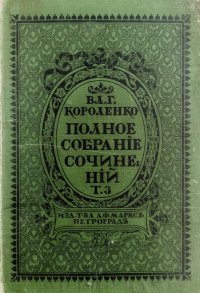 ВЛ. Г.
КОРОЛЕНКО
ПОЛНОЕ
СОБРАНІЕ
СОЧИНЕ:
НІЙ
Т. 3
ИЗД. Т-ВА А.Ф. МАРКСЪ
ПЕТРОГРАДЪ